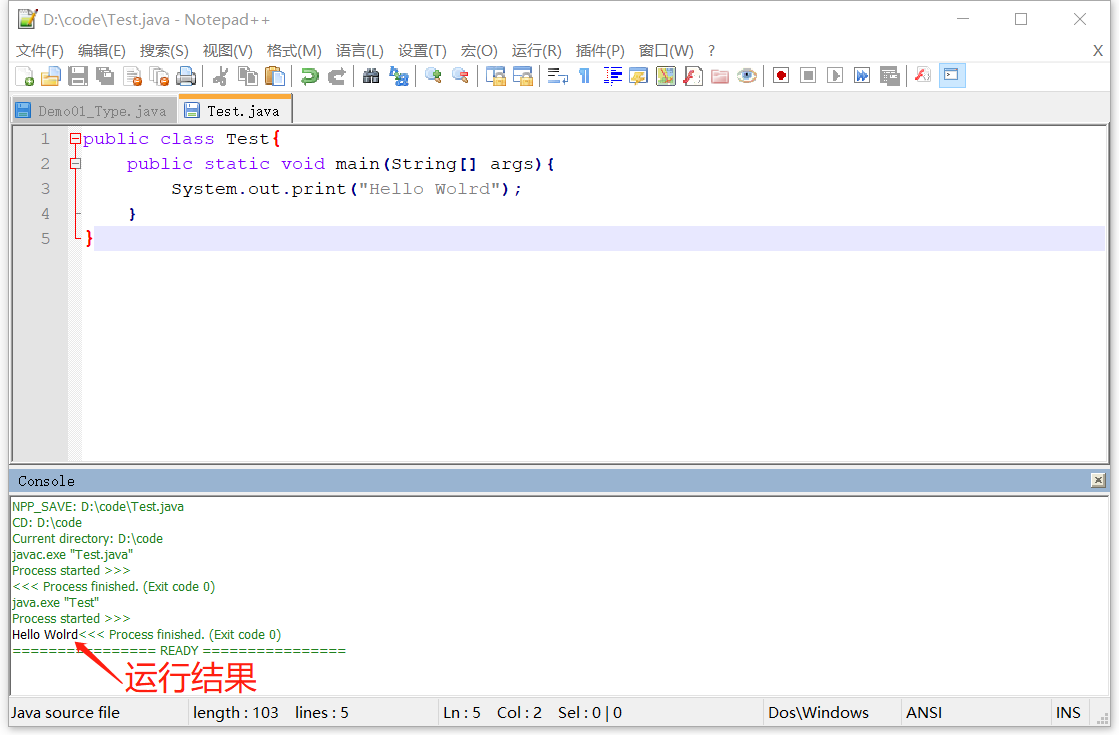 D:\code\Test.java - Notepad++
文件(F) 编辑(E) 搜索(S) 视图(V) 格式(M) 语言(L) 设置(T) 宏(O) 运行(R) 插件(P) 窗口(W) ? X
Demo01_Type.java Test.java
1 public class Test{
2 public static void main(String[] args){
3 System.out.print("Hello Wolrd");
4 }
5 }
Console
NPP_SAVE: D:\code\Test.java
CD: D:\code
Current directory: D:\code
javac.exe "Test.java"
Process started >>>
<<< Process finished. (Exit code 0)
java.exe "Test"
Process started >>>
Hello Wolrd<<< Process finished. (Exit code 0)
================ READY ================
运行结果
Java source file length : 103 lines : 5 Ln : 5 Col : 2 Sel : 0 | 0 Dos\Windows ANSI INS